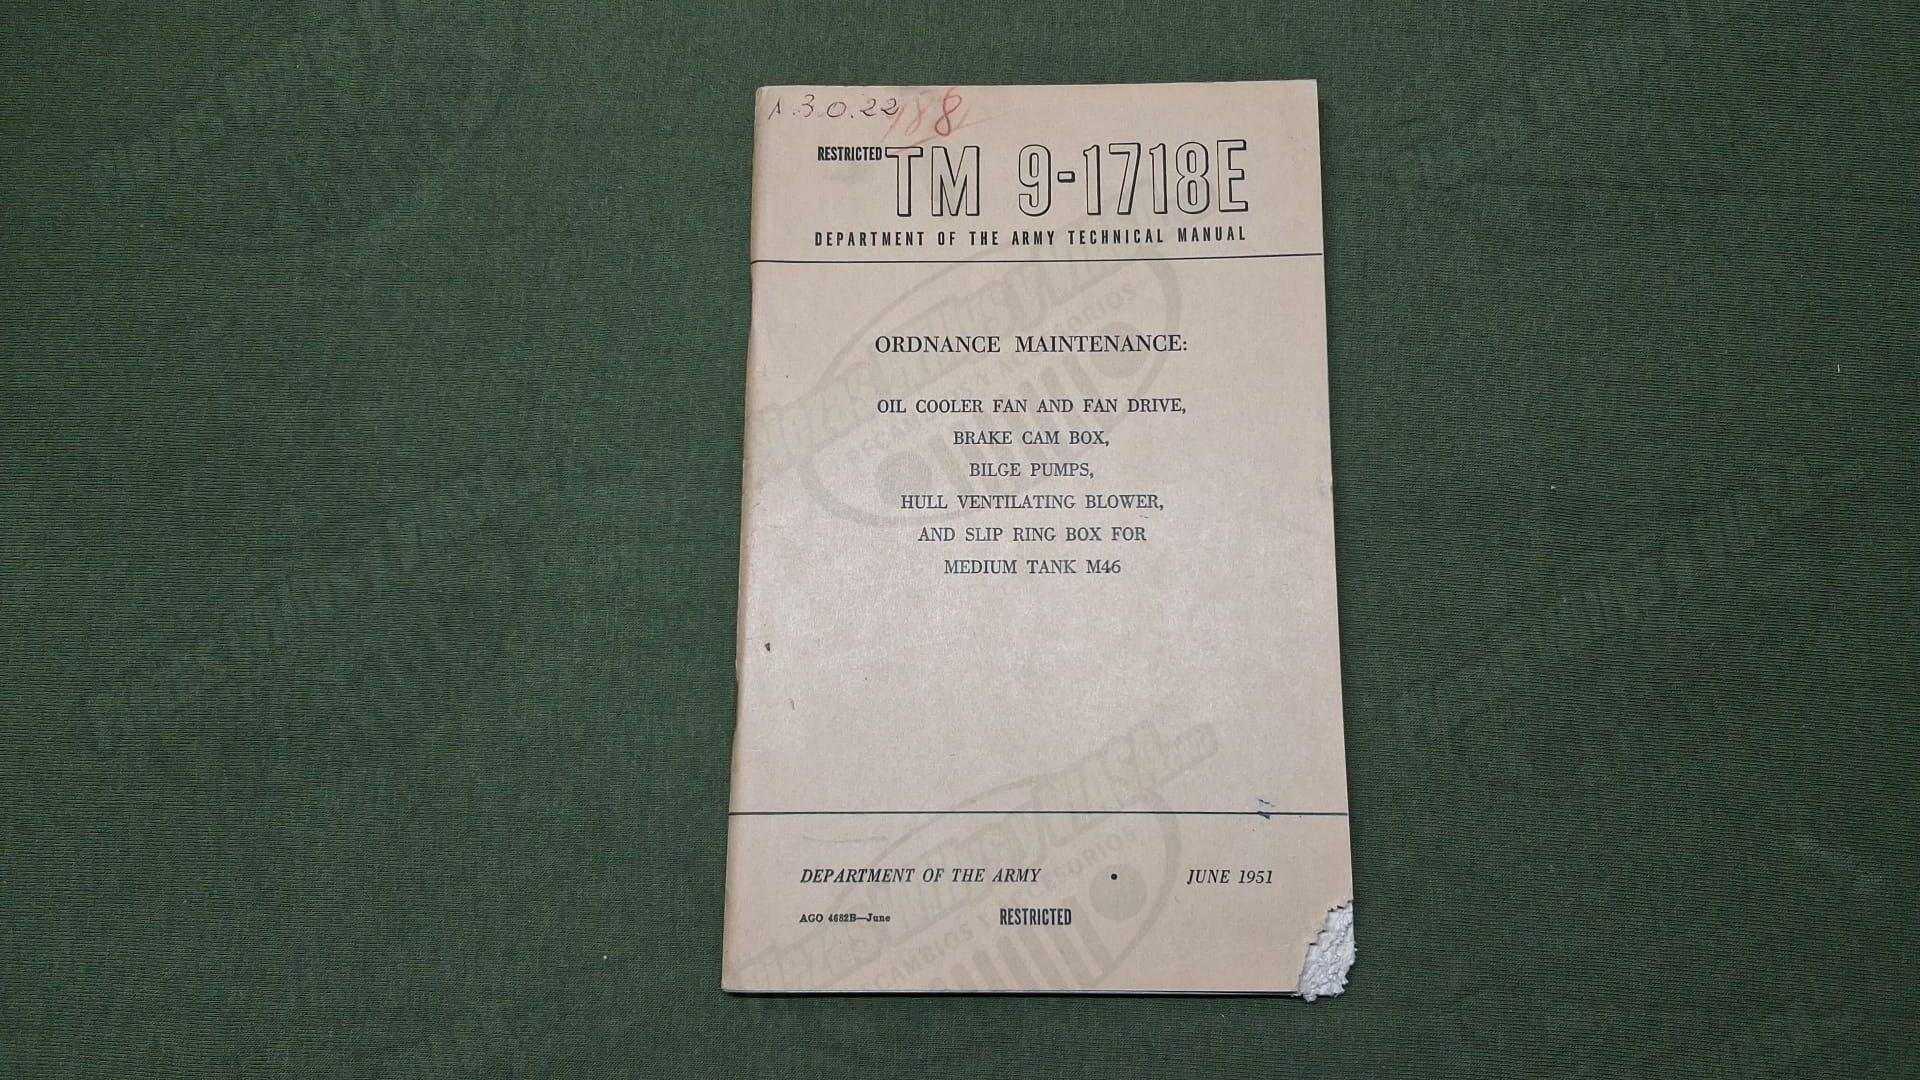 A.3.0.22
188
RESTRICTED TM 9-1718E
DEPARTMENT OF THE ARMY TECHNICAL MANUAL
ORDNANCE MAINTENANCE:
OIL COOLER FAN AND FAN DRIVE,
BRAKE CAM BOX,
BILGE PUMPS,
HULL VENTILATING BLOWER,
AND SLIP RING BOX FOR
MEDIUM TANK M46
DEPARTMENT OF THE ARMY • JUNE 1951
AGO 4682B—June RESTRICTED